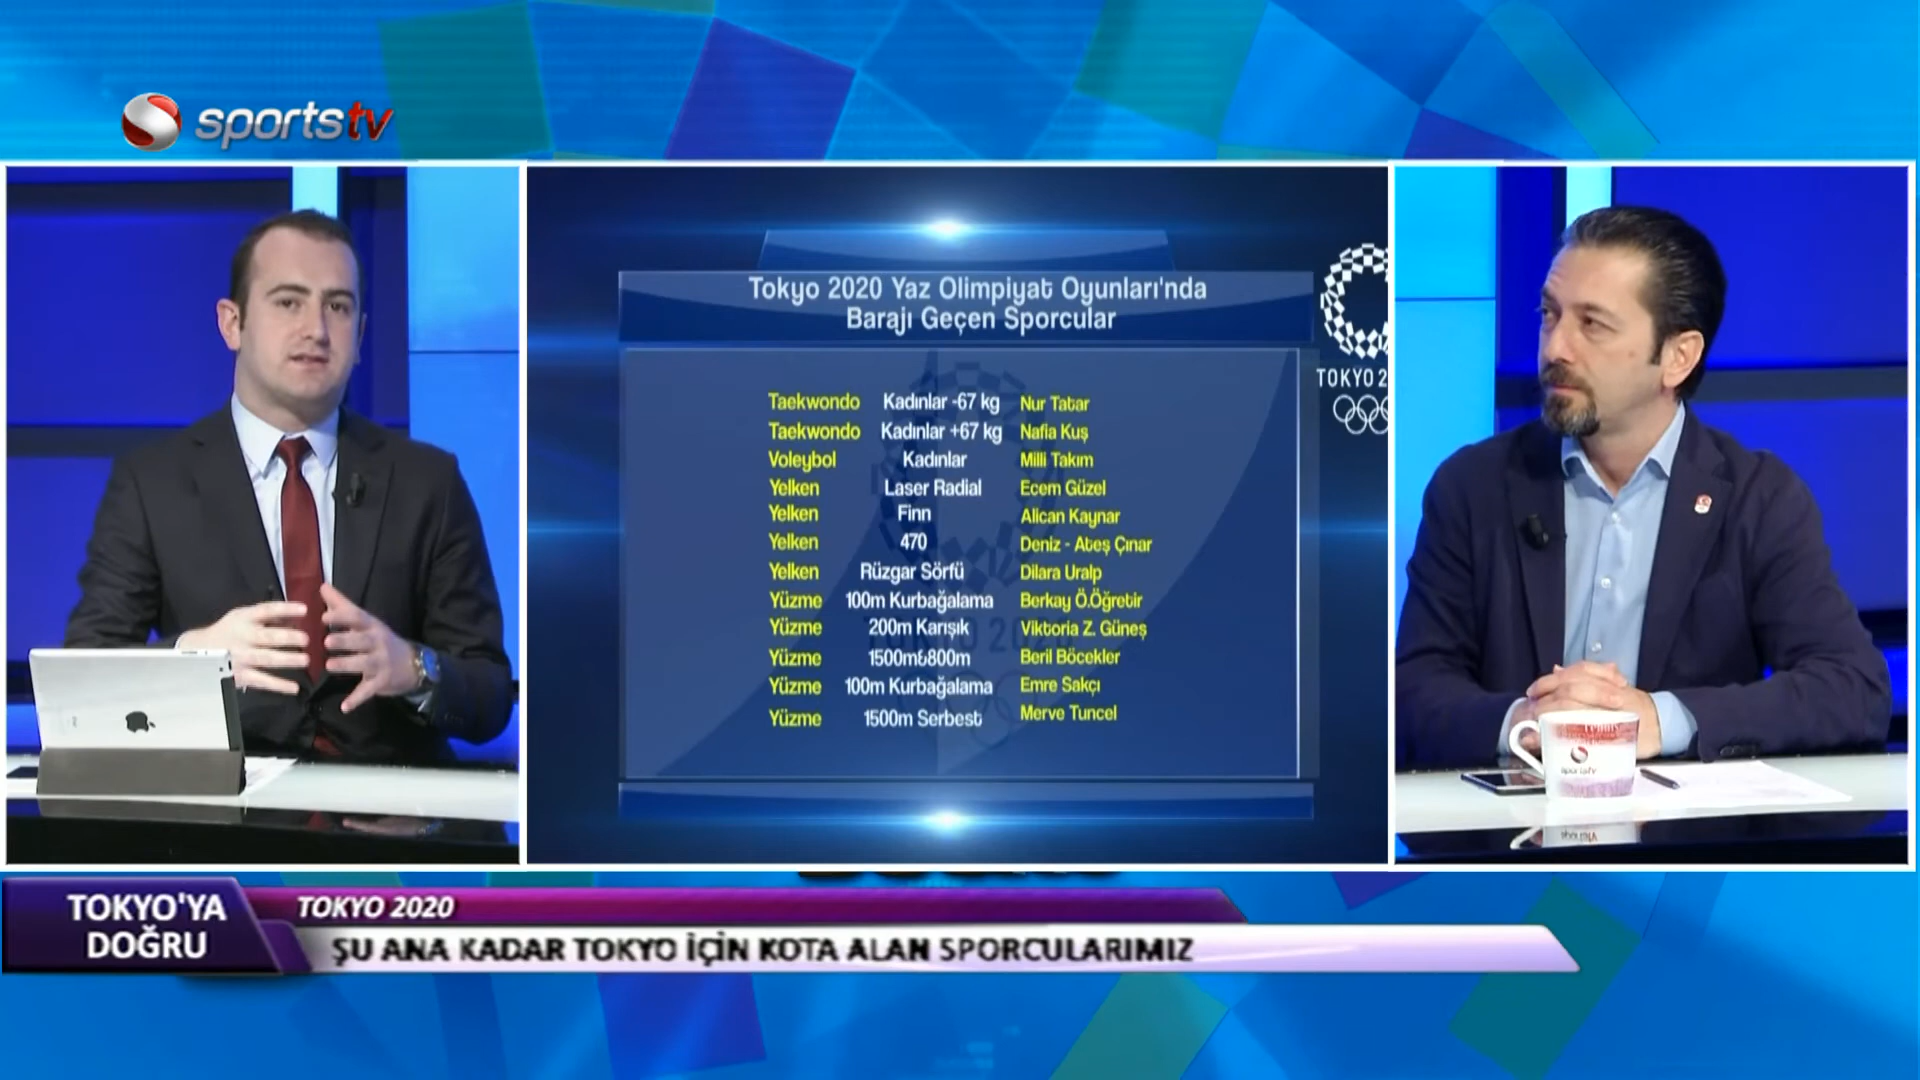 sportstv
Tokyo 2020 Yaz Olimpiyat Oyunları'nda
Barajı Geçen Sporcular
TOKYO 2
Taekwondo Kadınlar -67 kg Nur Tatar
Taekwondo Kadınlar +67 kg Nafia Kuş
Voleybol Kadınlar Milli Takım
Yelken Laser Radial Ecem Güzel
Yelken Finn Alican Kaynar
Yelken 470 Deniz - Ateş Çınar
Yelken Rüzgar Sörfü Dilara Uralp
Yüzme 100m Kurbağalama Berkay Ö.Öğretir
Yüzme 200m Karışık Viktoria Z. Güneş
Yüzme 1500m&800m Beril Böcekler
Yüzme 100m Kurbağalama Emre Sakçı
Yüzme 1500m Serbest Merve Tuncel
sportstv
TOKYO'YA
DOĞRU
TOKYO 2020
ŞU ANA KADAR TOKYO İÇİN KOTA ALAN SPORCULARIMIZ